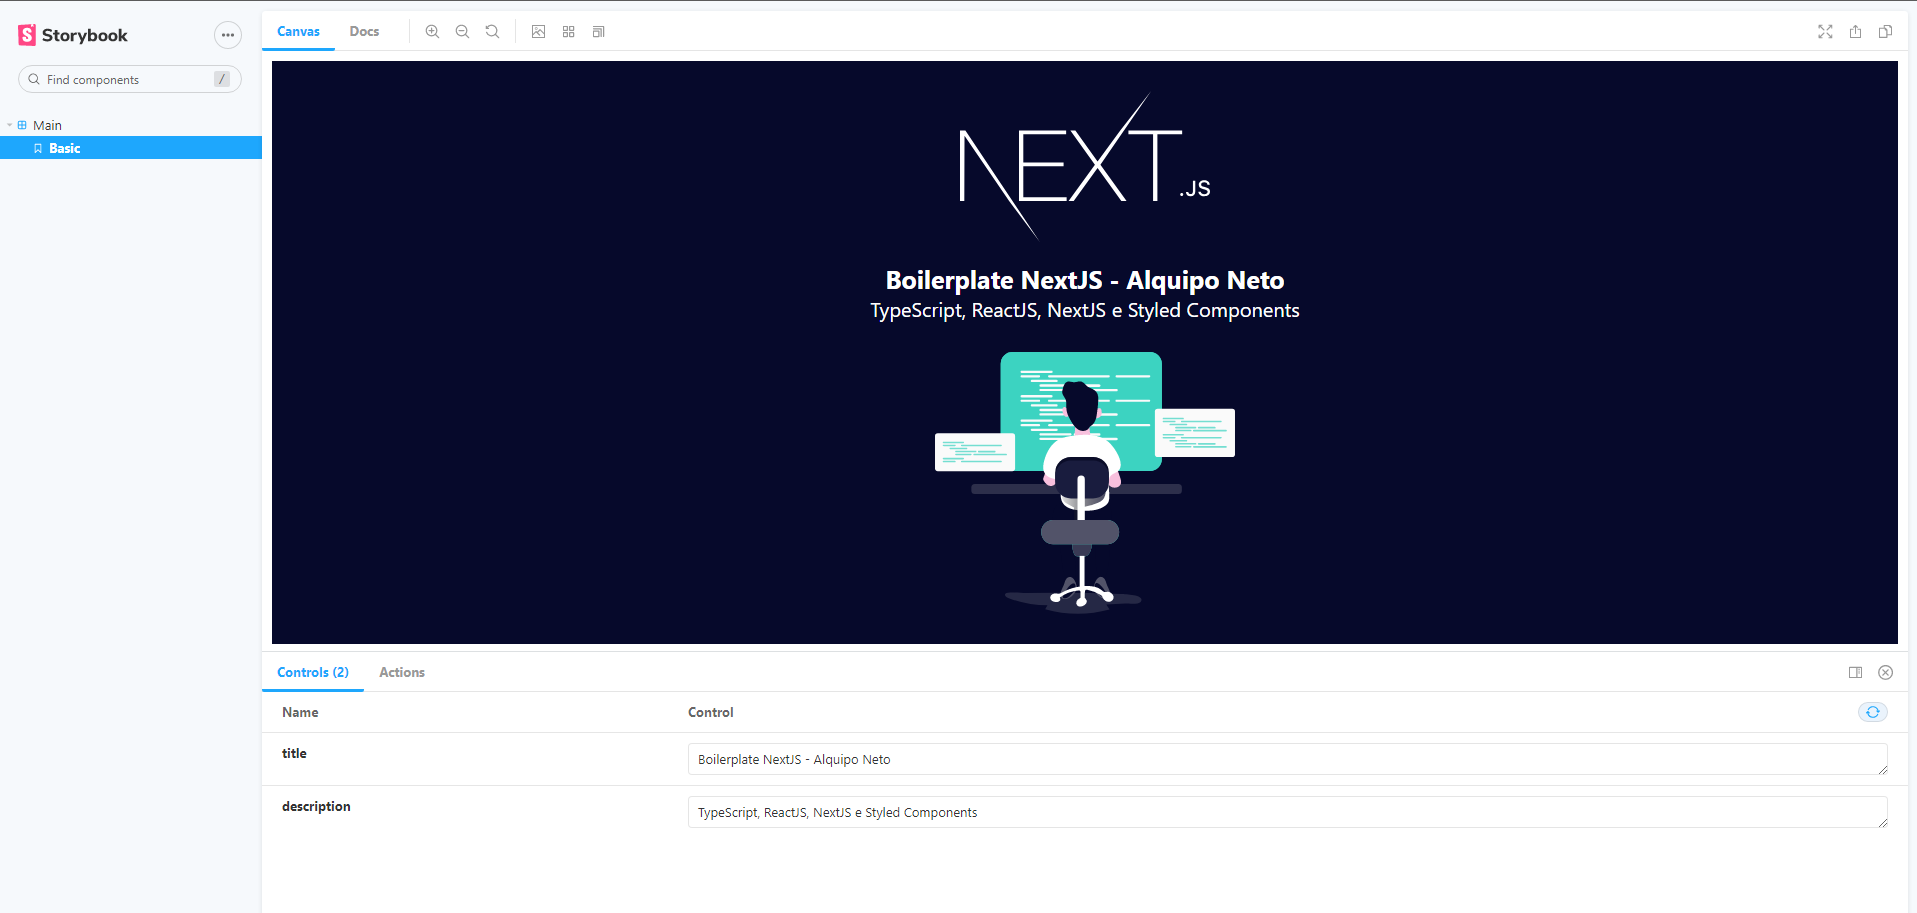 Storybook
Find components
/
Main
Basic
Canvas
Docs
NEXT.JS
Boilerplate NextJS - Alquipo Neto
TypeScript, ReactJS, NextJS e Styled Components
Controls (2)
Actions
Name
Control
title
Boilerplate NextJS - Alquipo Neto
description
TypeScript, ReactJS, NextJS e Styled Components